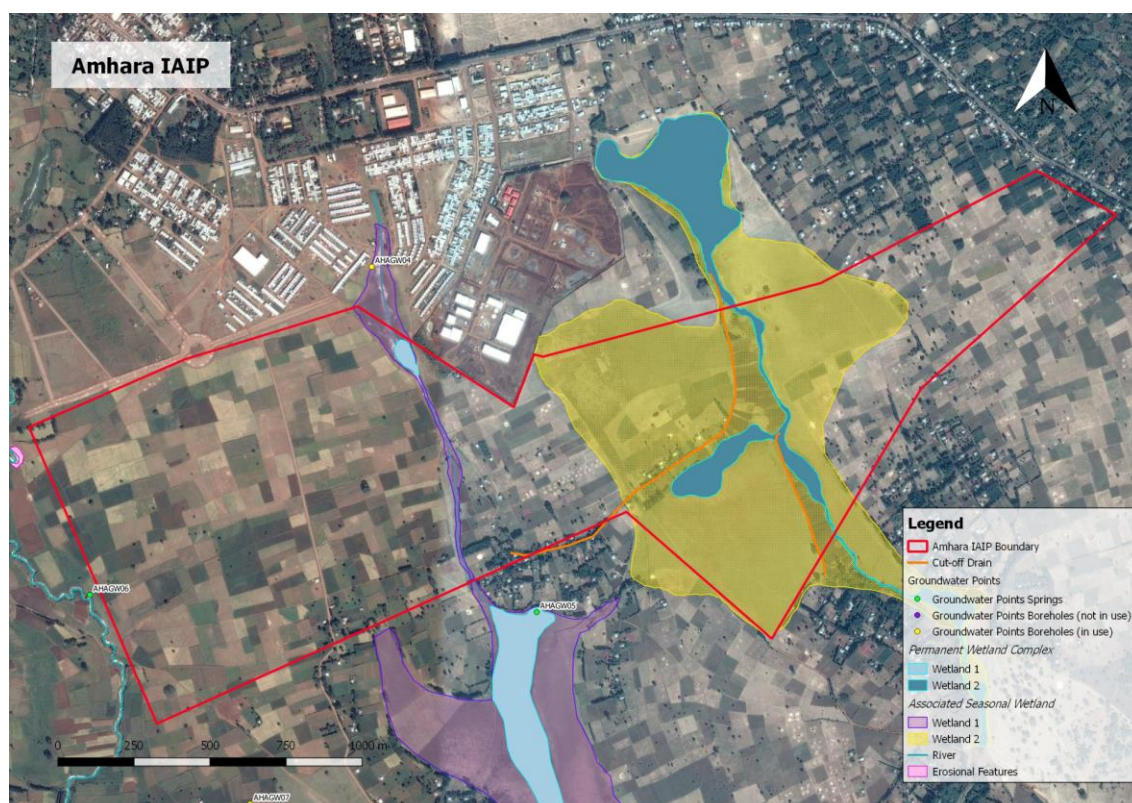 Amhara IAIP
N
AHAGW04
AHAGW06
AHAGW05
AHAGW07
0 250 500 750 1000 m
Legend
Amhara IAIP Boundary
Cut-off Drain
Groundwater Points
Groundwater Points Springs
Groundwater Points Boreholes (not in use)
Groundwater Points Boreholes (in use)
Permanent Wetland Complex
Wetland 1
Wetland 2
Associated Seasonal Wetland
Wetland 1
Wetland 2
River
Erosional Features